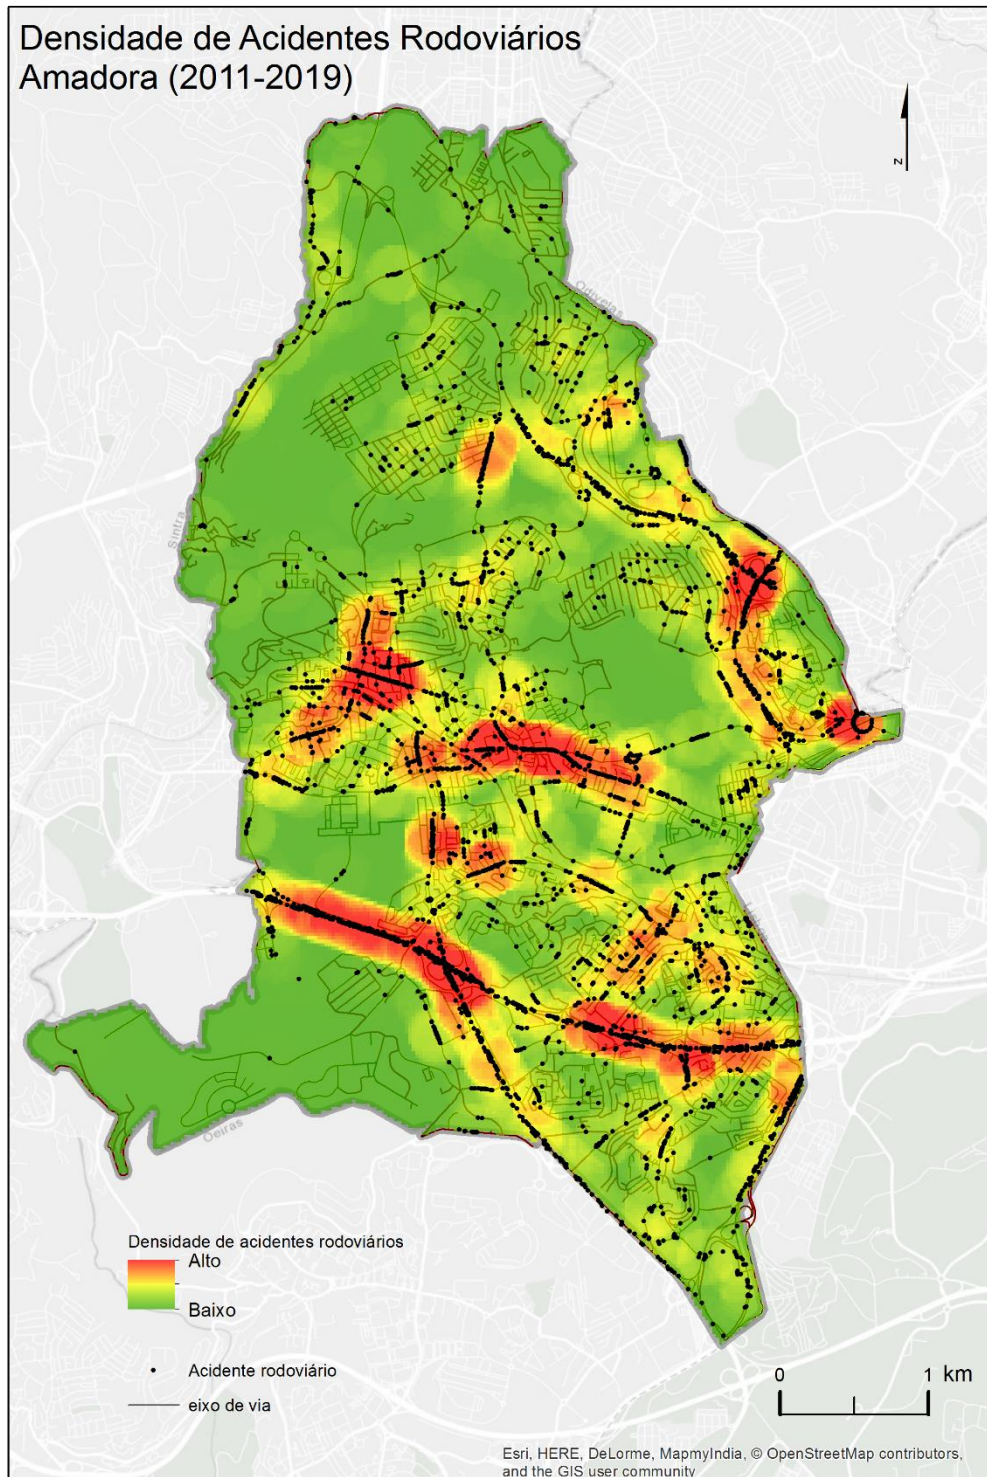 Densidade de Acidentes Rodoviários
Amadora (2011-2019)
z
Odivelas
Sintra
Oeiras
Densidade de acidentes rodoviários
Alto
Baixo
Acidente rodoviário
eixo de via
0 1 km
Esri, HERE, DeLorme, MapmyIndia, © OpenStreetMap contributors,
and the GIS user community